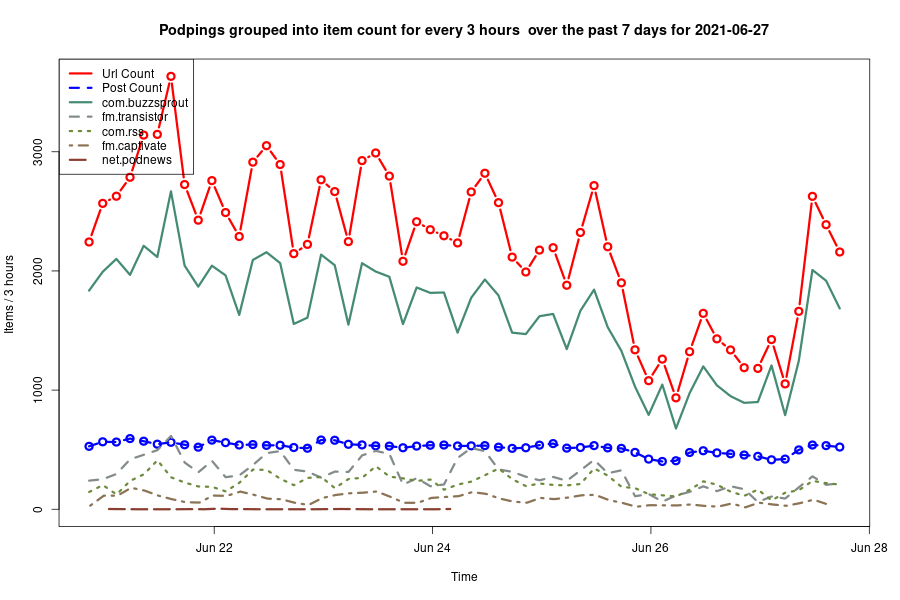 Podpings grouped into item count for every 3 hours  over the past 7 days for 2021-06-27
Url Count
Post Count
com.buzzsprout
fm.transistor
com.rss
fm.captivate
net.podnews
Items / 3 hours
0
1000
2000
3000
Jun 22
Jun 24
Jun 26
Jun 28
Time